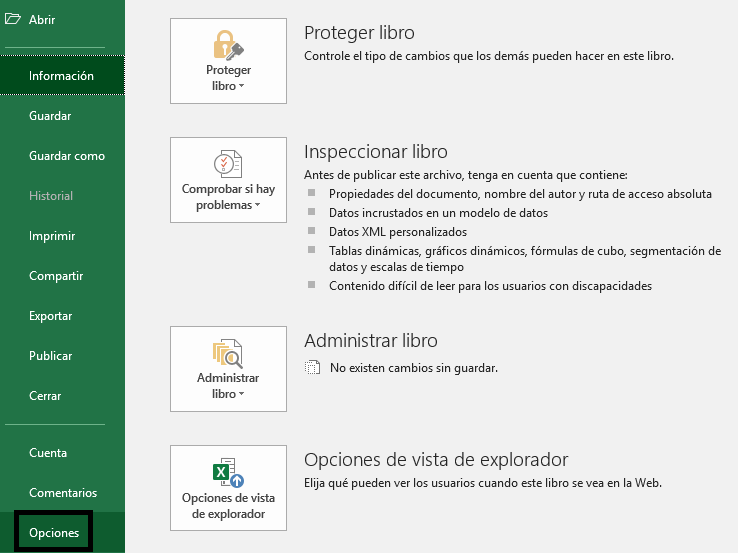 Abrir
Información
Guardar
Guardar como
Historial
Imprimir
Compartir
Exportar
Publicar
Cerrar
Cuenta
Comentarios
Opciones
Proteger
libro
Proteger libro
Controle el tipo de cambios que los demás pueden hacer en este libro.
Comprobar si hay
problemas
Inspeccionar libro
Antes de publicar este archivo, tenga en cuenta que contiene:
Propiedades del documento, nombre del autor y ruta de acceso absoluta
Datos incrustados en un modelo de datos
Datos XML personalizados
Tablas dinámicas, gráficos dinámicos, fórmulas de cubo, segmentación de
datos y escalas de tiempo
Contenido difícil de leer para los usuarios con discapacidades
Administrar
libro
Administrar libro
No existen cambios sin guardar.
Opciones de vista
de explorador
Opciones de vista de explorador
Elija qué pueden ver los usuarios cuando este libro se vea en la Web.